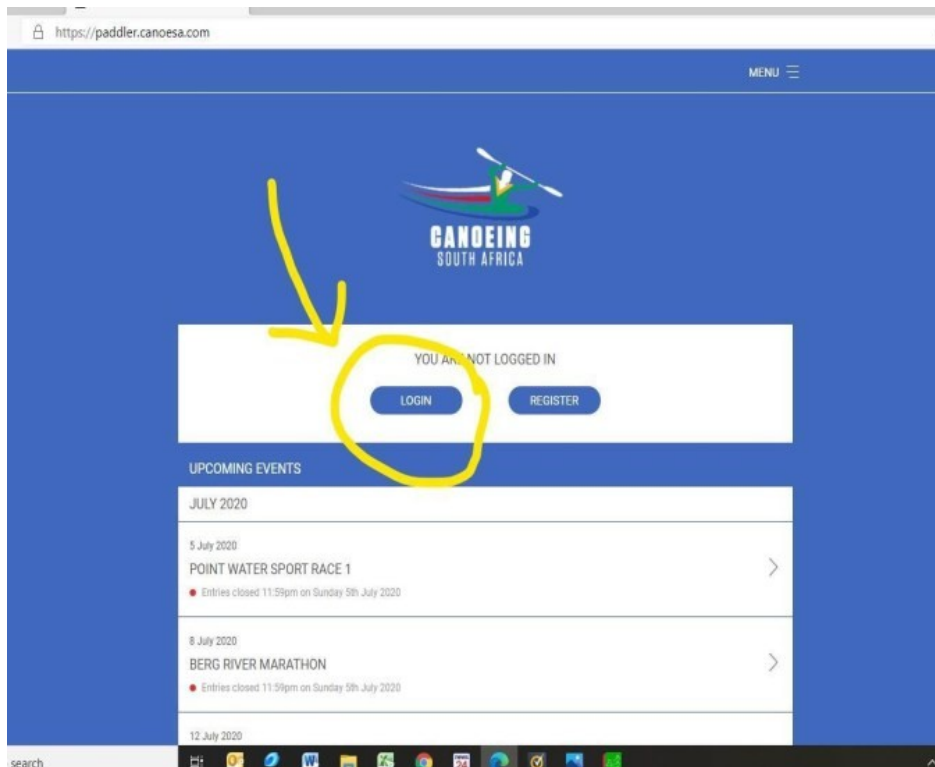 https://paddler.canoesa.com
MENU
CANOEING
SOUTH AFRICA
YOU ARE NOT LOGGED IN
LOGIN
REGISTER
UPCOMING EVENTS
JULY 2020
5 July 2020
POINT WATER SPORT RACE 1
Entries closed 11:59pm on Sunday 5th July 2020
8 July 2020
BERG RIVER MARATHON
Entries closed 11:59pm on Sunday 5th July 2020
12 July 2020
search
24